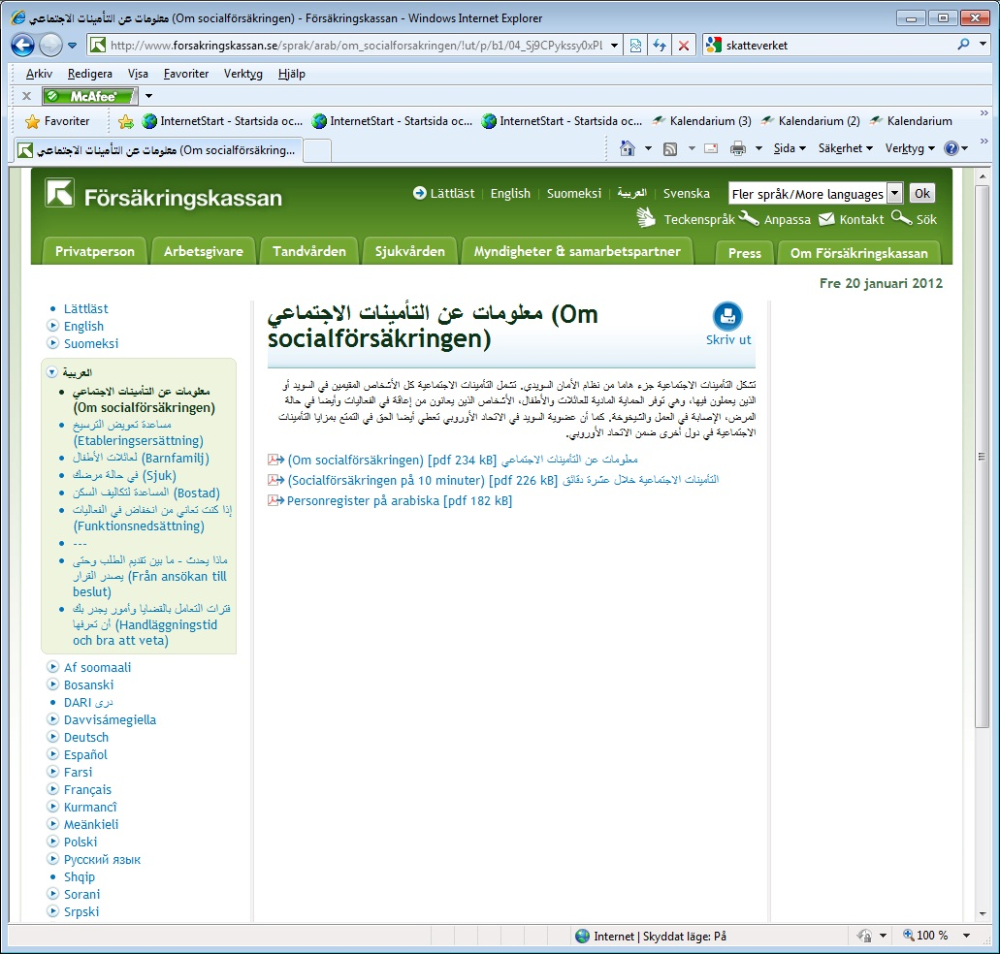 معلومات عن التأمينات الاجتماعي (Om socialförsäkringen) - Försäkringskassan - Windows Internet Explorer
http://www.forsakringskassan.se/sprak/arab/om_socialforsakringen/!ut/p/b1/04_Sj9CPykssy0xPL
skatteverket
Arkiv Redigera Visa Favoriter Verktyg Hjälp
x McAfee
Favoriter InternetStart - Startsida oc... InternetStart - Startsida oc... InternetStart - Startsida oc... Kalendarium (3) Kalendarium (2) Kalendarium
معلومات عن التأمينات الاجتماعي (Om socialförsäkring... Sida Säkerhet Verktyg
Försäkringskassan
Lättläst | English | Suomeksi | العربية | Svenska Fler språk/More languages Ok
Teckenspråk Anpassa Kontakt Sök
Privatperson Arbetsgivare Tandvården Sjukvården Myndigheter & samarbetspartner Press Om Försäkringskassan
Fre 20 januari 2012
Lättläst
English
Suomeksi
العربية
معلومات عن التأمينات الاجتماعي
(Om socialförsäkringen)
مساعدة تعويض الترسيخ
(Etableringsersättning)
لعائلات الأطفال (Barnfamilj)
في حالة مرضك (Sjuk)
المساعدة لتكاليف السكن (Bostad)
إذا كنت تعاني من انخفاض في الفعاليات
(Funktionsnedsättning)
---
ماذا يحدث - ما بين تقديم الطلب وحتى
يصدر القرار (Från ansökan till
beslut)
فترات التعامل بالقضايا وأمور يجدر بك
أن تعرفها (Handläggningstid
och bra att veta)
Af soomaali
Bosanski
DARI دری
Davvisámegiella
Deutsch
Español
Farsi
Français
Kurmancî
Meänkieli
Polski
Русский язык
Shqip
Sorani
Srpski
معلومات عن التأمينات الاجتماعي (Om
socialförsäkringen)
Skriv ut
تشكل التأمينات الاجتماعية جزء هاما من نظام الأمان السويدي. تشمل التأمينات الاجتماعية كل الأشخاص المقيمين في السويد أو
الذين يعملون فيها، وهي توفر الحماية المادية للعائلات والأطفال، الأشخاص الذين يعانون من إعاقة في الفعاليات وأيضا في حالة
المرض، الإصابة في العمل والشيخوخة. كما أن عضوية السويد في الاتحاد الأوروبي تعطي أيضا الحق في التمتع بمزايا التأمينات
الاجتماعية في دول أخرى ضمن الاتحاد الأوروبي.
(Om socialförsäkringen) [pdf 234 kB] معلومات عن التأمينات الاجتماعي
(Socialförsäkringen på 10 minuter) [pdf 226 kB] التأمينات الاجتماعية خلال عشرة دقائق
Personregister på arabiska [pdf 182 kB]
Internet | Skyddat läge: På 100 %